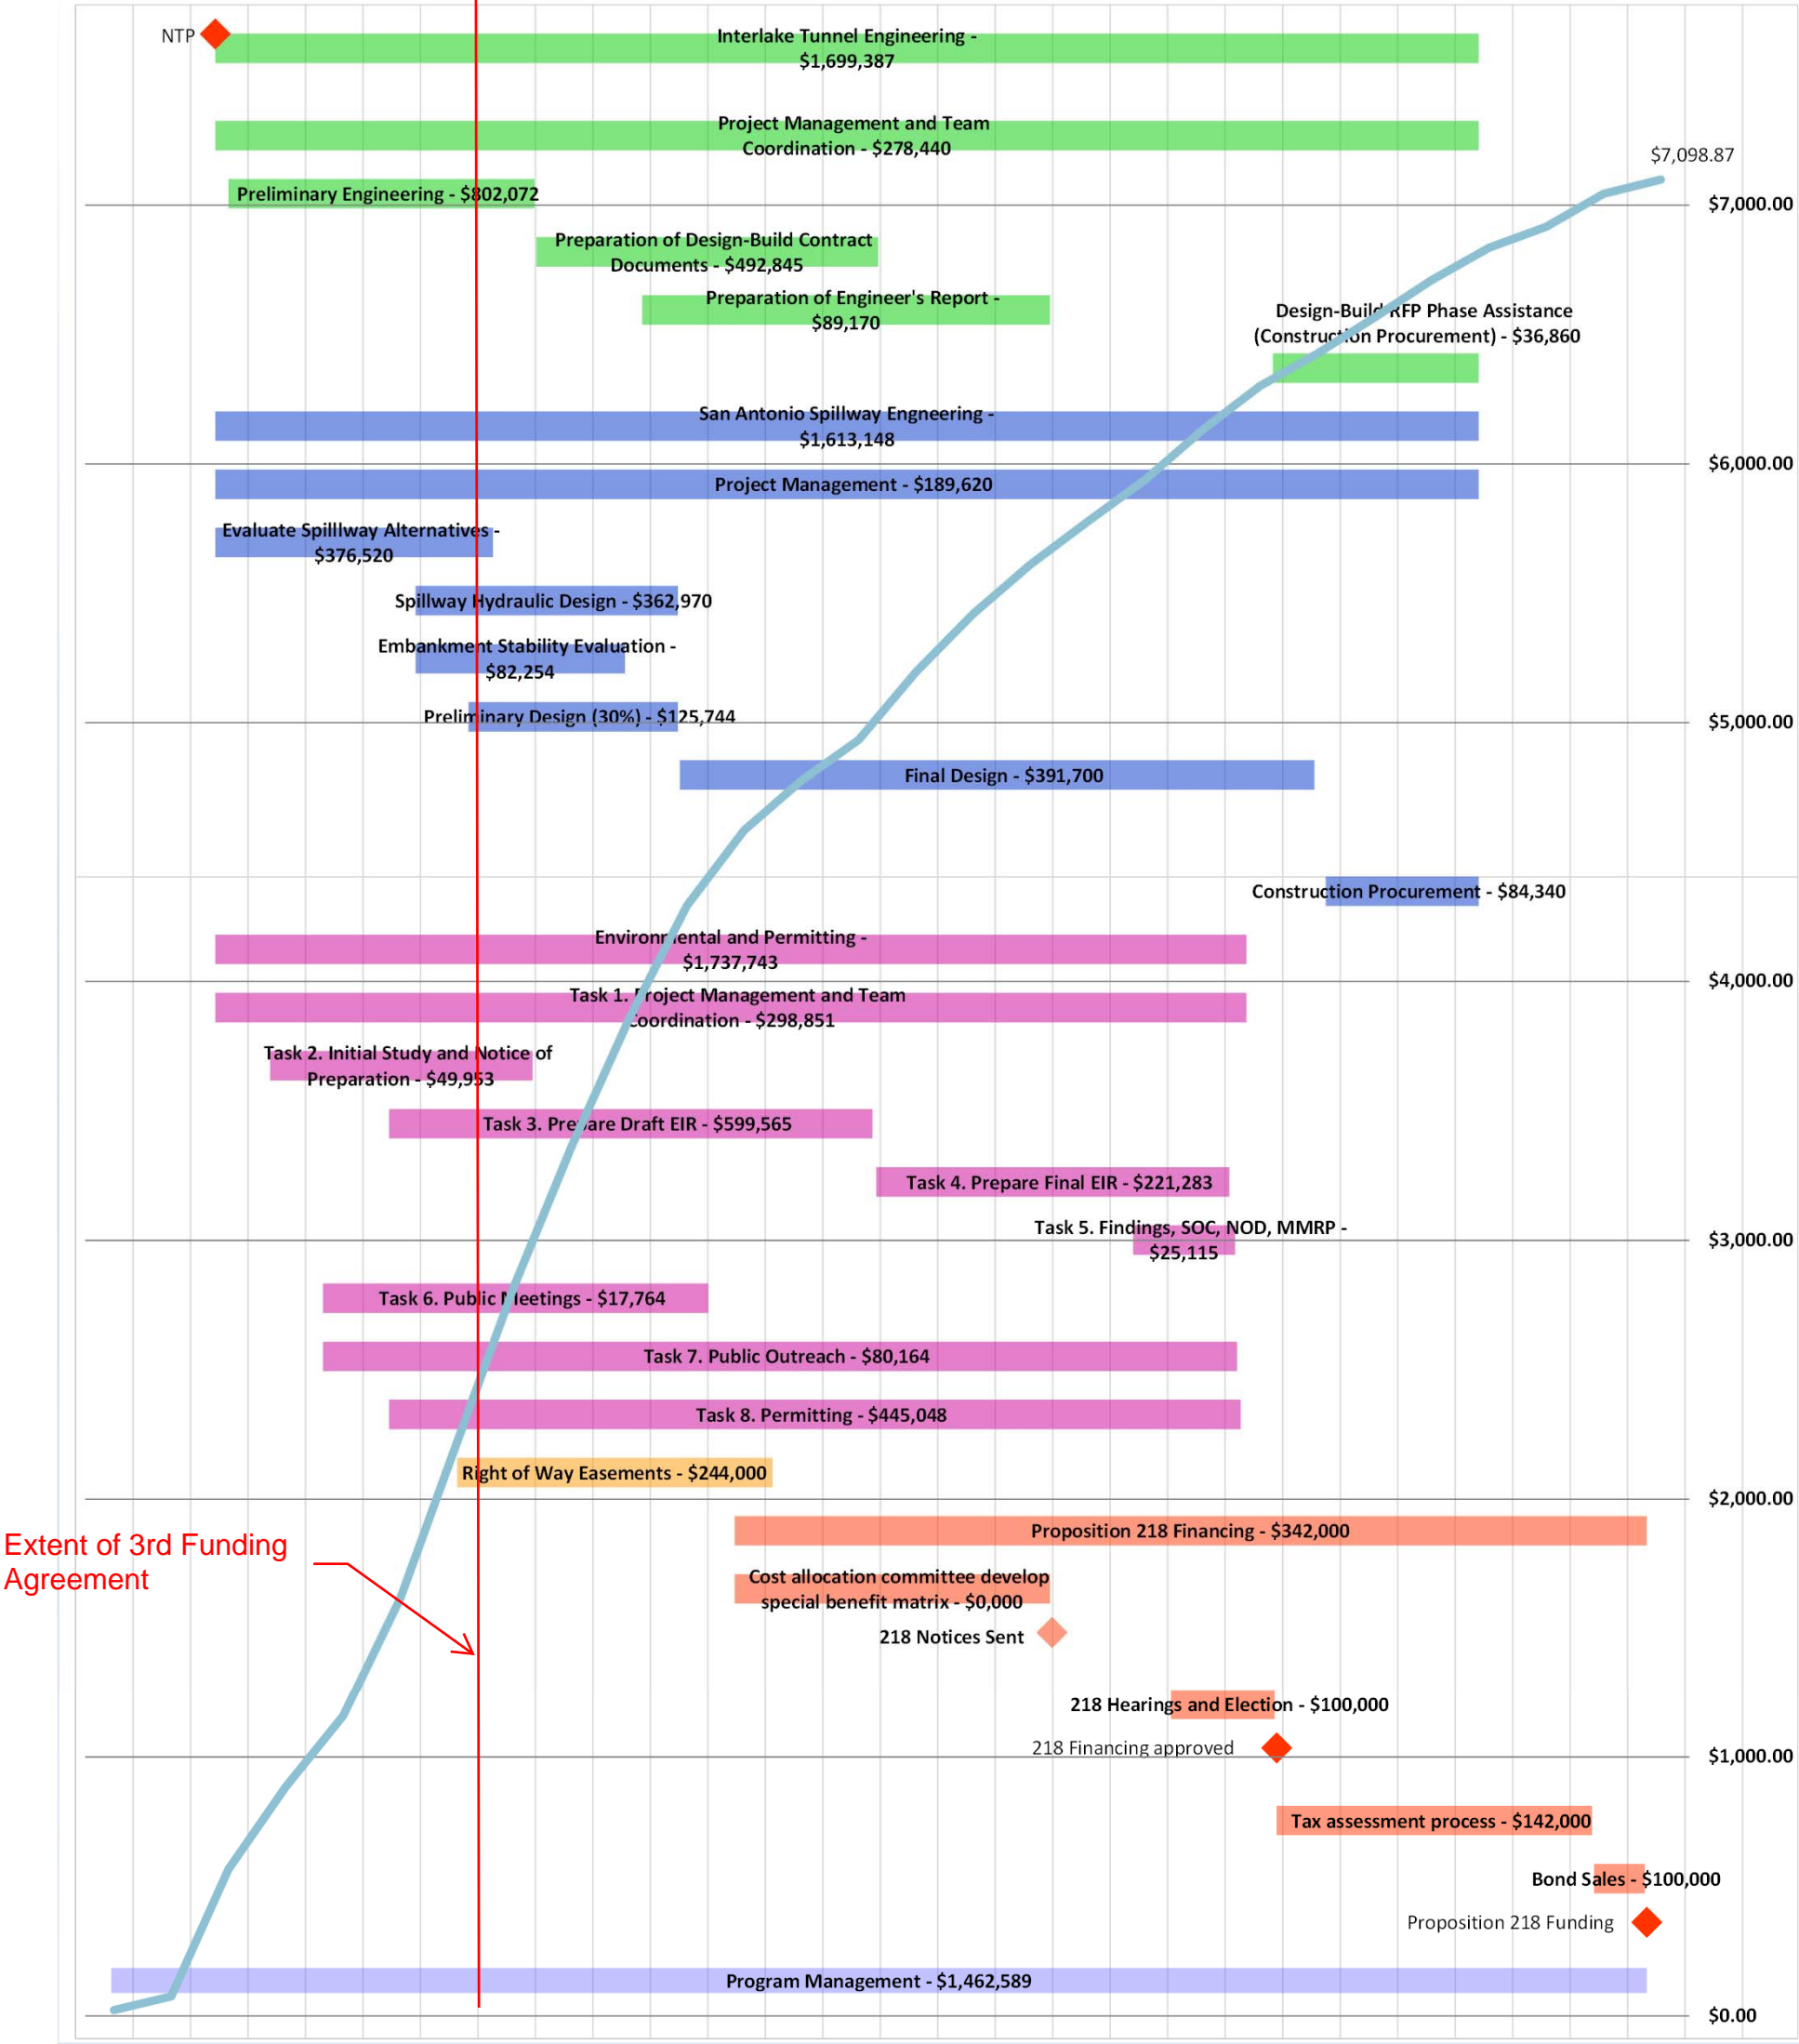 NTP
Interlake Tunnel Engineering -
$1,699,387
Project Management and Team
Coordination - $278,440
$7,098.87
Preliminary Engineering - $802,072
$7,000.00
Preparation of Design-Build Contract
Documents - $492,845
Preparation of Engineer's Report -
$89,170
Design-Build RFP Phase Assistance
(Construction Procurement) - $36,860
San Antonio Spillway Engneering -
$1,613,148
$6,000.00
Project Management - $189,620
Evaluate Spilllway Alternatives -
$376,520
Spillway Hydraulic Design - $362,970
Embankment Stability Evaluation -
$82,254
Preliminary Design (30%) - $125,744
$5,000.00
Final Design - $391,700
Construction Procurement - $84,340
Environmental and Permitting -
$1,737,743
$4,000.00
Task 1. Project Management and Team
Coordination - $298,851
Task 2. Initial Study and Notice of
Preparation - $49,953
Task 3. Prepare Draft EIR - $599,565
Task 4. Prepare Final EIR - $221,283
Task 5. Findings, SOC, NOD, MMRP -
$25,115
$3,000.00
Task 6. Public Meetings - $17,764
Task 7. Public Outreach - $80,164
Task 8. Permitting - $445,048
Right of Way Easements - $244,000
$2,000.00
Extent of 3rd Funding
Agreement
Proposition 218 Financing - $342,000
Cost allocation committee develop
special benefit matrix - $0,000
218 Notices Sent
218 Hearings and Election - $100,000
218 Financing approved
$1,000.00
Tax assessment process - $142,000
Bond Sales - $100,000
Proposition 218 Funding
Program Management - $1,462,589
$0.00